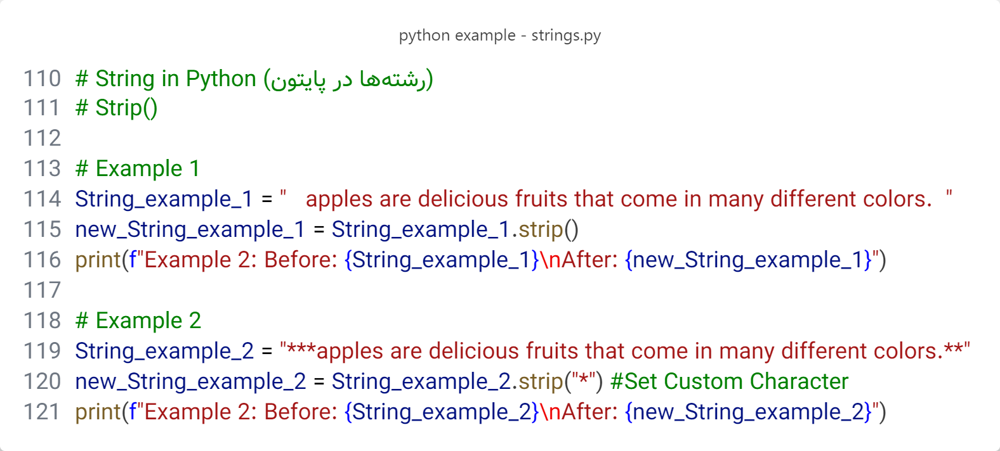 python example - strings.py
110 # String in Python (رشته‌ها در پایتون)
111 # Strip()
112
113 # Example 1
114 String_example_1 = "   apples are delicious fruits that come in many different colors.  "
115 new_String_example_1 = String_example_1.strip()
116 print(f"Example 2: Before: {String_example_1}\nAfter: {new_String_example_1}")
117
118 # Example 2
119 String_example_2 = "***apples are delicious fruits that come in many different colors.**"
120 new_String_example_2 = String_example_2.strip("*") #Set Custom Character
121 print(f"Example 2: Before: {String_example_2}\nAfter: {new_String_example_2}")